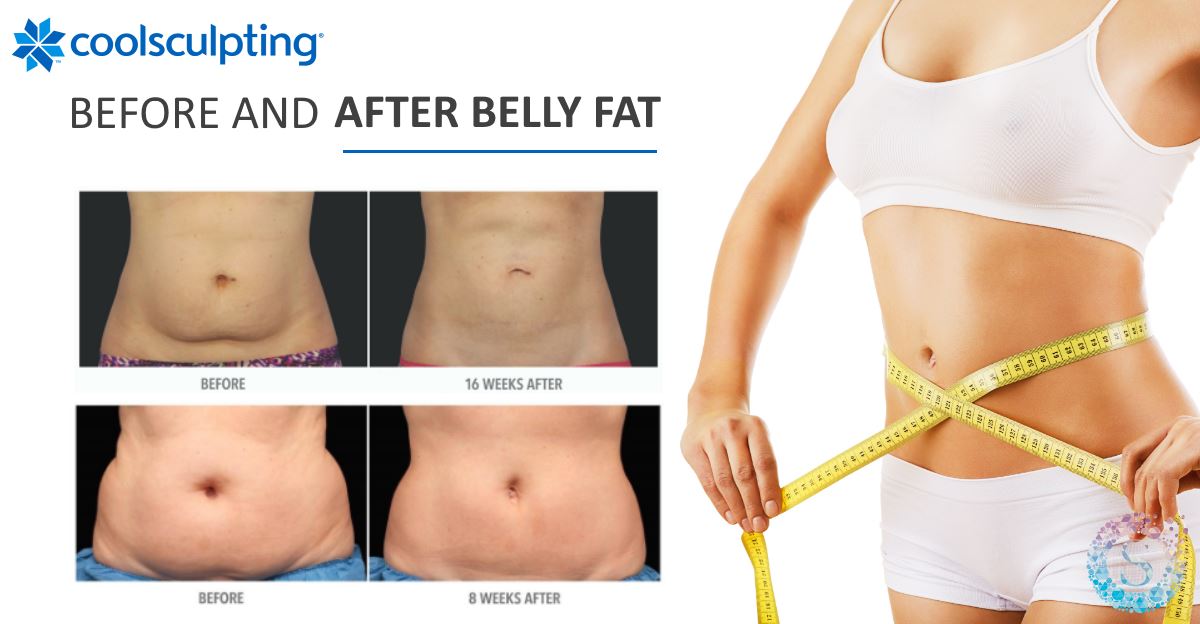 coolsculpting®
BEFORE AND AFTER BELLY FAT
BEFORE
16 WEEKS AFTER
BEFORE
8 WEEKS AFTER
S